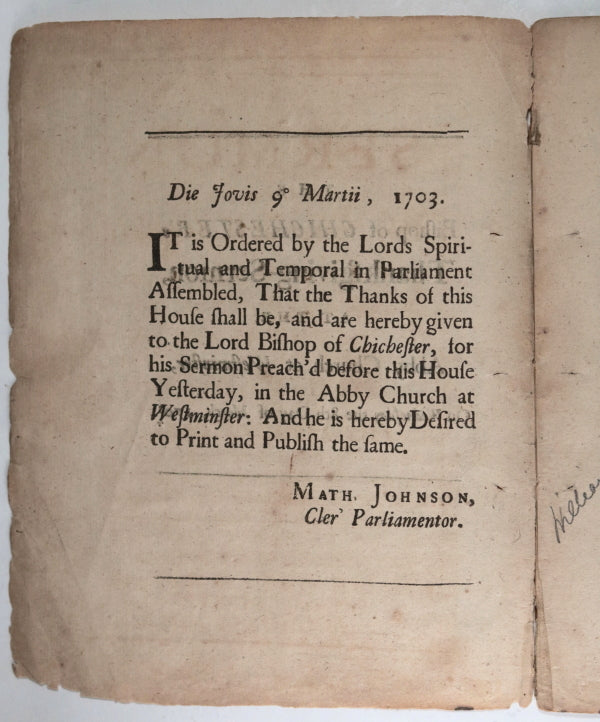 Die Jovis 9° Martii, 1703.
IT is Ordered by the Lords Spiri-
tual and Temporal in Parliament
Aſſembled, That the Thanks of this
Houſe ſhall be, and are hereby given
to the Lord Biſhop of Chicheſter, for
his Sermon Preach'd before this Houſe
Yeſterday, in the Abby Church at
Weſtminſter: And he is hereby Deſired
to Print and Publiſh the ſame.
MATH. JOHNSON,
Cler' Parliamentor.